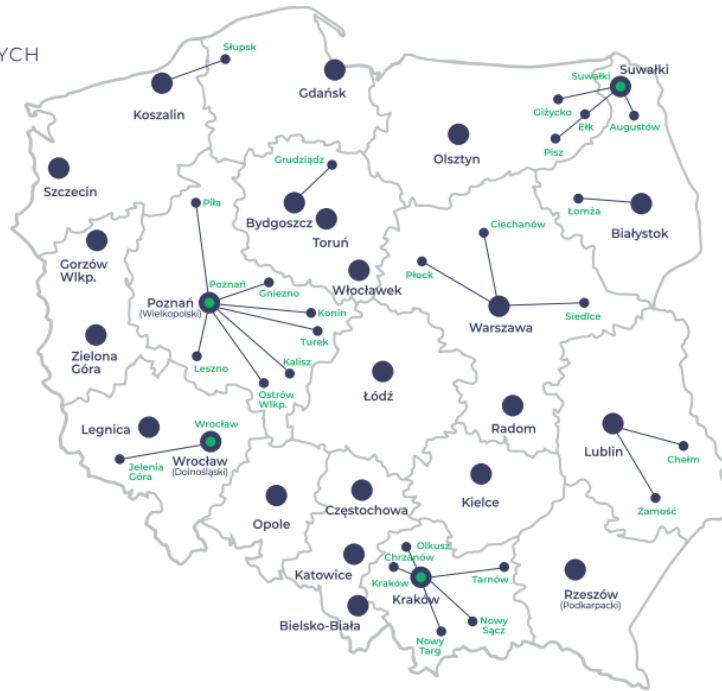 YCH
Słupsk
Koszalin
Gdańsk
Suwałki
Suwałki
Giżycko
Ełk
Augustów
Pisz
Olsztyn
Szczecin
Grudziądz
Bydgoszcz
Toruń
Włocławek
Łomża
Białystok
Piła
Gorzów
Wlkp.
Ciechanów
Płock
Warszawa
Siedlce
Poznań
Poznań
(Wielkopolski)
Gniezno
Konin
Turek
Kalisz
Ostrów
Wlkp.
Leszno
Zielona
Góra
Łódź
Radom
Legnica
Wrocław
Wrocław
(Dolnośląski)
Jelenia
Góra
Lublin
Chełm
Zamość
Opole
Częstochowa
Kielce
Katowice
Bielsko-Biała
Olkusz
Chrzanów
Kraków
Kraków
Tarnów
Nowy
Sącz
Nowy
Targ
Rzeszów
(Podkarpacki)